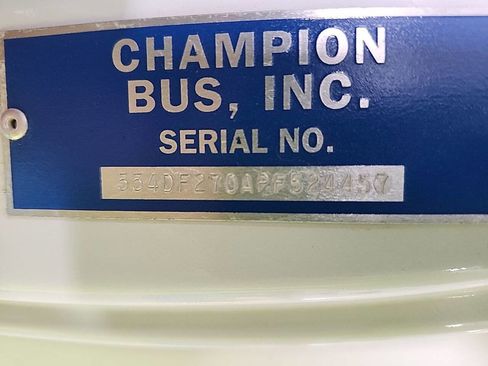 CHAMPION
BUS, INC.
SERIAL NO.